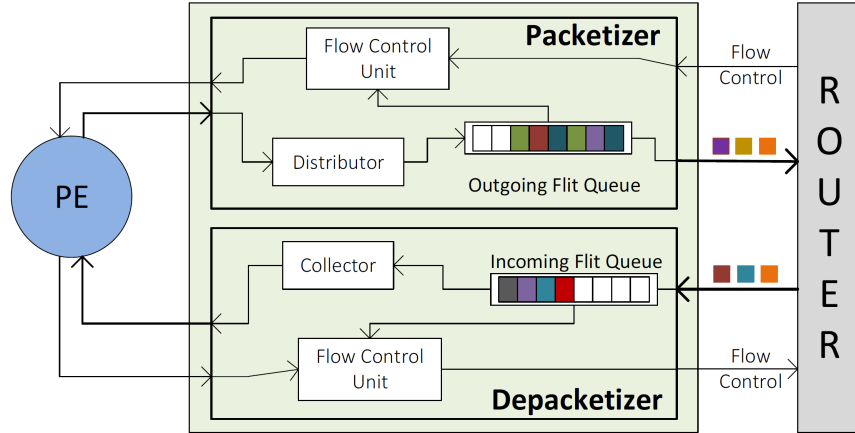 Packetizer
Flow Control
Unit
Flow
Control
Distributor
Outgoing Flit Queue
PE
ROUTER
Collector
Incoming Flit Queue
Flow Control
Unit
Flow
Control
Depacketizer